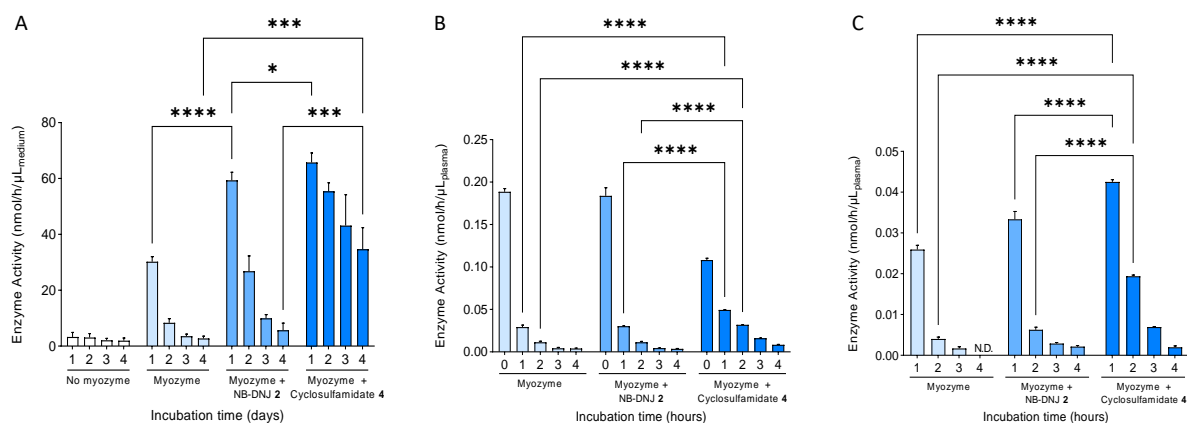 A
***
*
****
***
Enzyme Activity (nmol/h/µLmedium)
80
60
40
20
0
1 2 3 4 1 2 3 4 1 2 3 4 1 2 3 4
No myozyme
Myozyme
Myozyme +
NB-DNJ 2
Myozyme +
Cyclosulfamidate 4
Incubation time (days)
B
****
****
****
****
Enzyme Activity (nmol/h/µLplasma)
0.25
0.20
0.15
0.10
0.05
0.00
0 1 2 3 4 0 1 2 3 4 0 1 2 3 4
Myozyme
Myozyme +
NB-DNJ 2
Myozyme +
Cyclosulfamidate 4
Incubation time (hours)
C
****
****
****
****
Enzyme Activity (nmol/h/µLplasma)
0.05
0.04
0.03
0.02
0.01
0.00
N.D.
1 2 3 4 1 2 3 4 1 2 3 4
Myozyme
Myozyme +
NB-DNJ 2
Myozyme +
Cyclosulfamidate 4
Incubation time (hours)